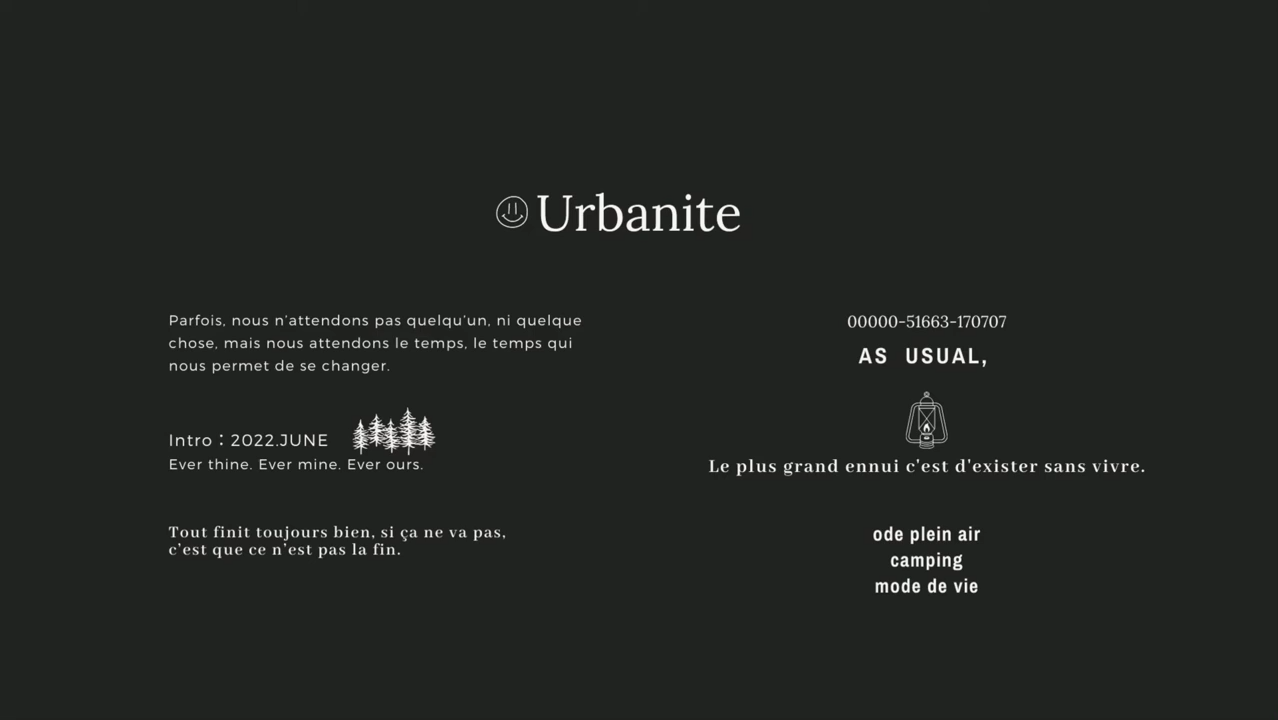 Urbanite
Parfois, nous n'attendons pas quelqu'un, ni quelque
chose, mais nous attendons le temps, le temps qui
nous permet de se changer.
Intro：2022.JUNE
Ever thine. Ever mine. Ever ours.
Tout finit toujours bien, si ça ne va pas,
c'est que ce n'est pas la fin.
00000-51663-170707
AS USUAL,
Le plus grand ennui c'est d'exister sans vivre.
ode plein air
camping
mode de vie